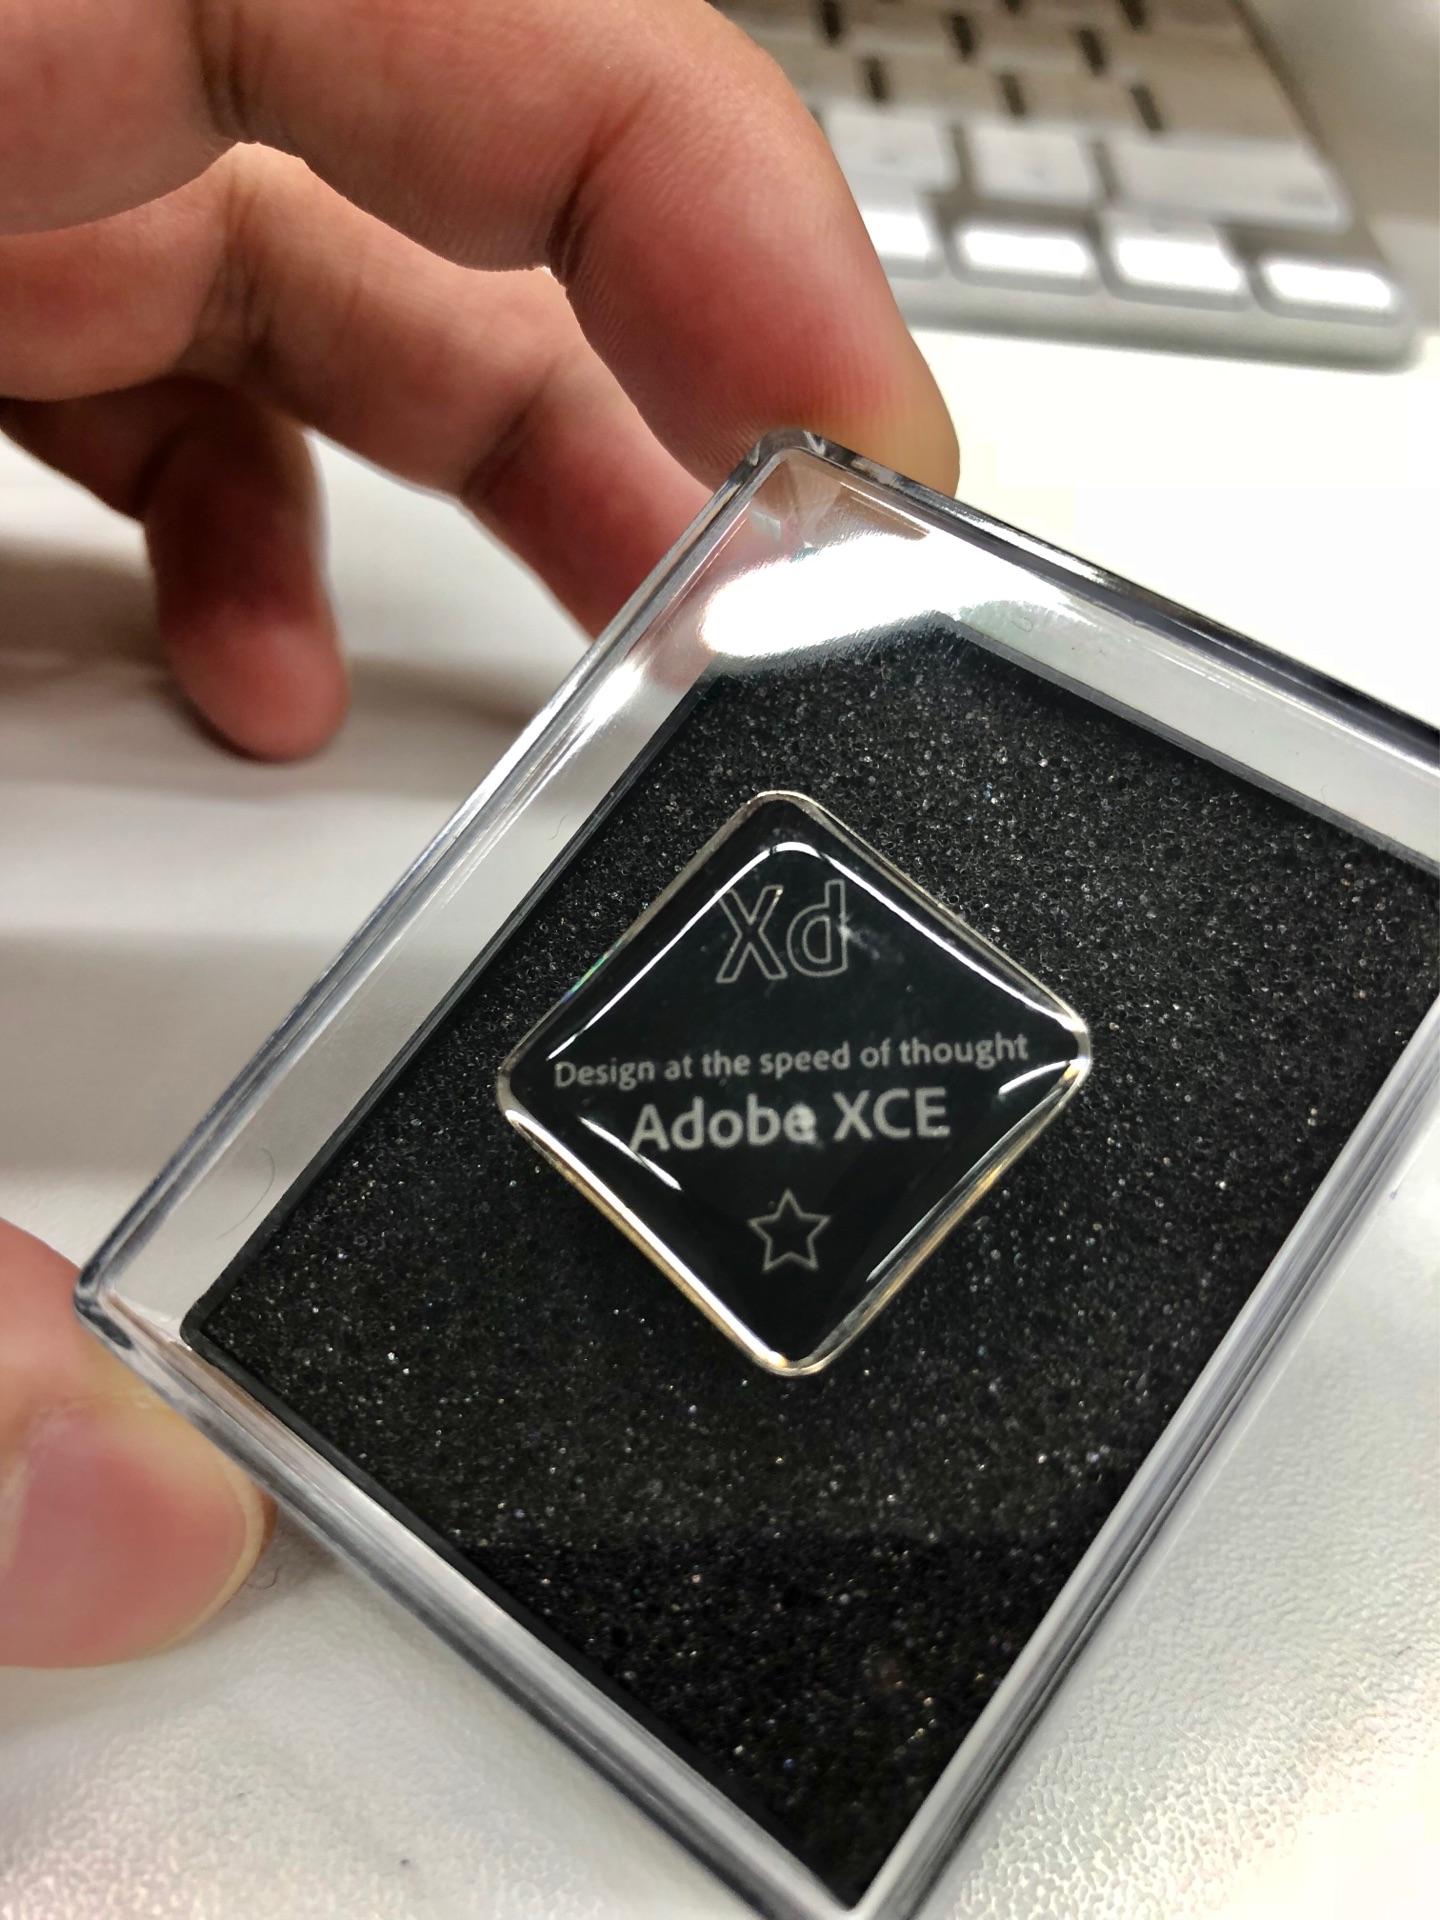 Xd
Design at the speed of thought
Adobe XCE